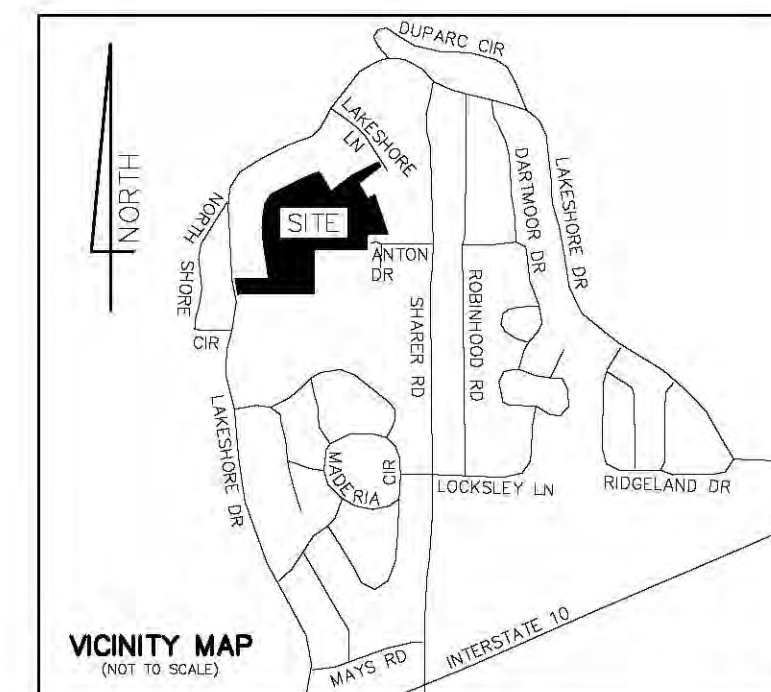 DUPARC CIR
LAKESHORE
LN
NORTH
NORTH
SHORE
CIR
SITE
ANTON
DR
DARTMOOR DR
LAKESHORE DR
SHARER RD
ROBINHOOD RD
LAKESHORE DR
MADERIA
CIR
LOCKSLEY LN
RIDGELAND DR
VICINITY MAP
(NOT TO SCALE)
MAYS RD
INTERSTATE 10